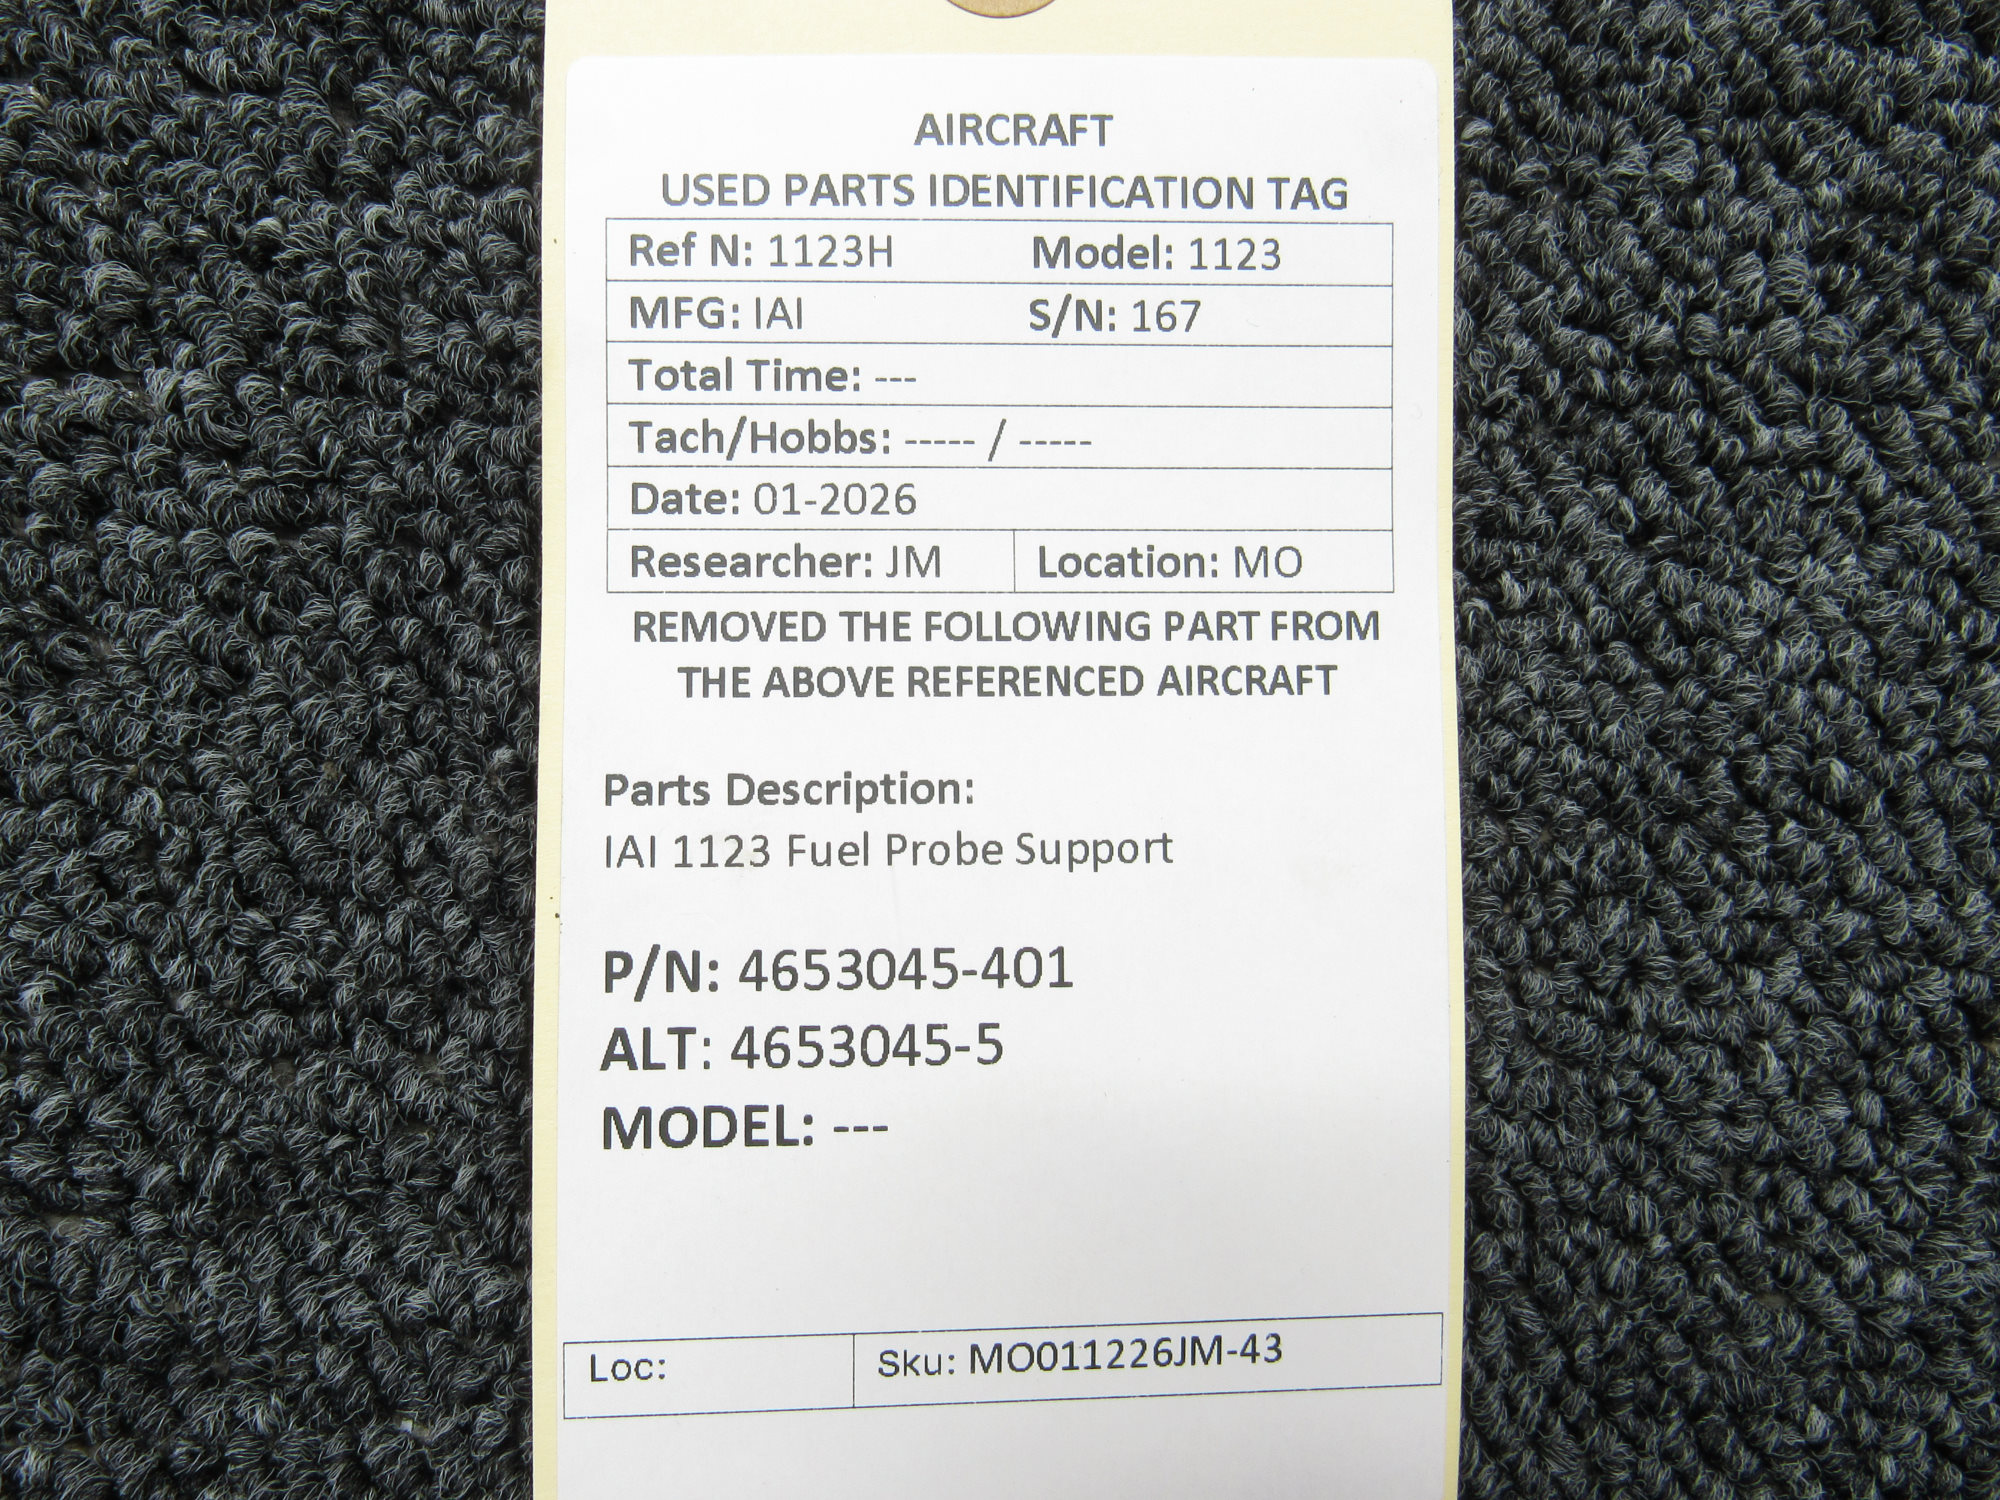 AIRCRAFT
USED PARTS IDENTIFICATION TAG
Ref N: 1123H Model: 1123
MFG: IAI S/N: 167
Total Time: ---
Tach/Hobbs: ----- / -----
Date: 01-2026
Researcher: JM Location: MO
REMOVED THE FOLLOWING PART FROM
THE ABOVE REFERENCED AIRCRAFT
Parts Description:
IAI 1123 Fuel Probe Support
P/N: 4653045-401
ALT: 4653045-5
MODEL: ---
Loc: Sku: MO011226JM-43